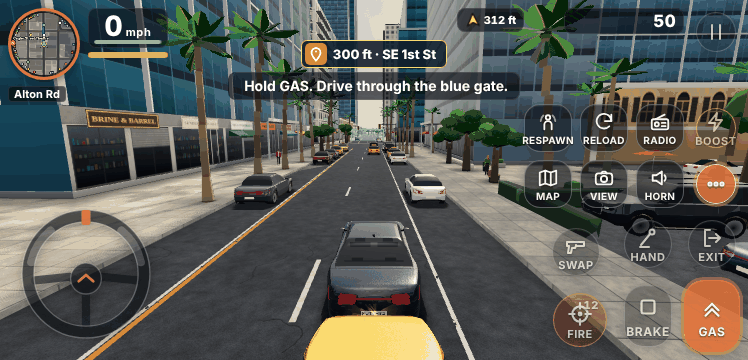 0 mph
312 ft
50
300 ft · SE 1st St
Alton Rd
Hold GAS. Drive through the blue gate.
BRINE & BARREL
RESPAWN
RELOAD
RADIO
BOOST
MAP
VIEW
HORN
SWAP
HAND
EXIT
12
FIRE
BRAKE
GAS